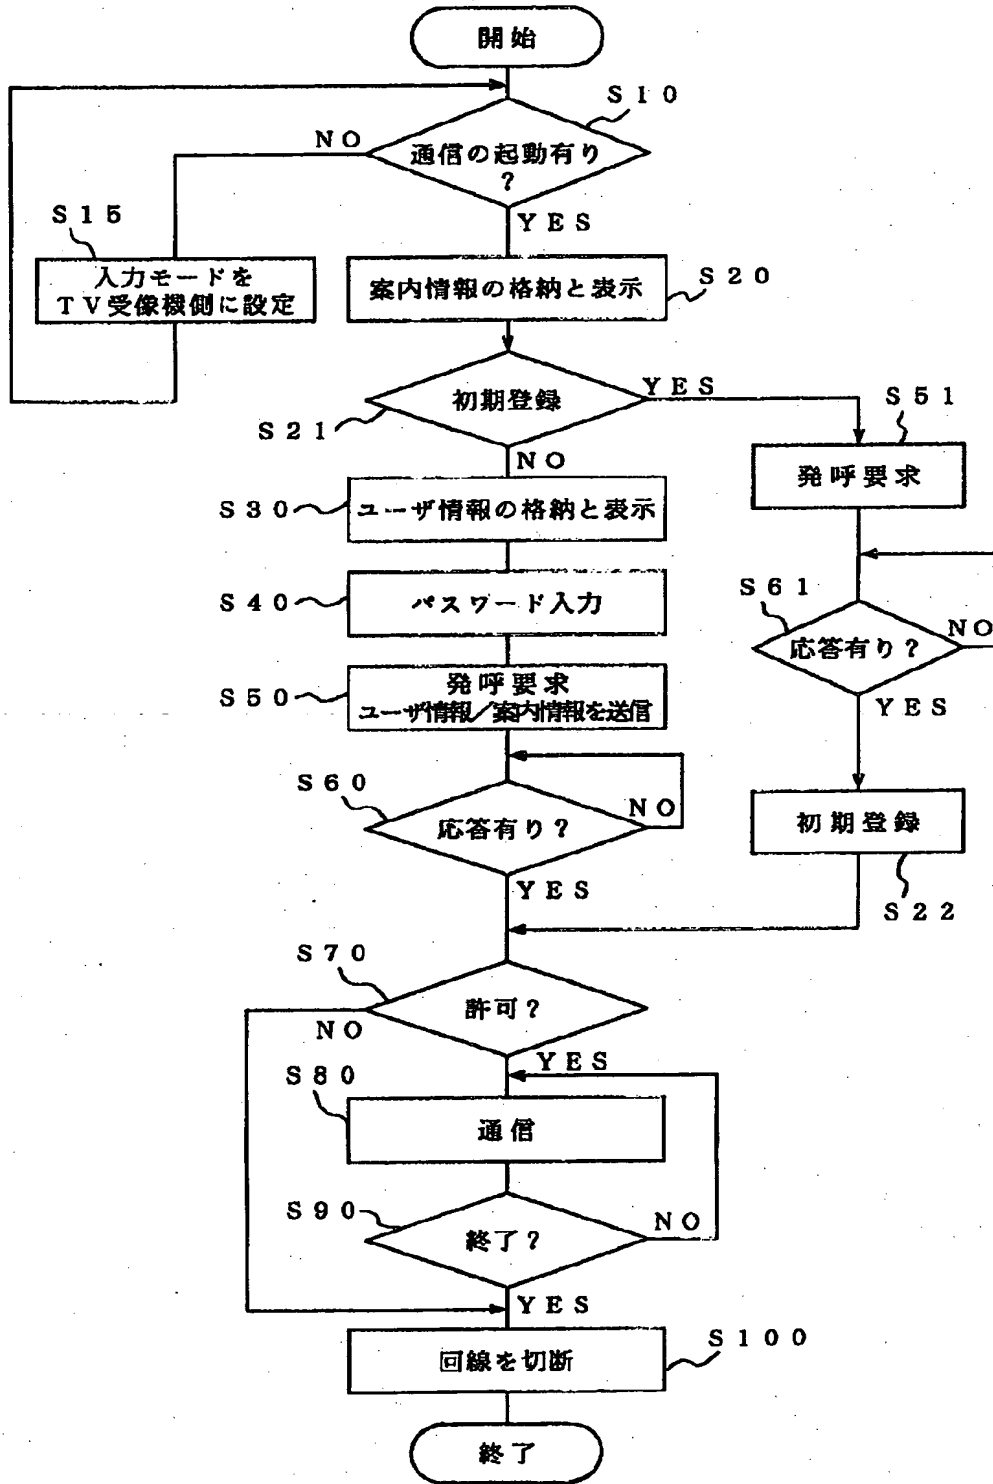 開始
S10
通信の起動有り
?
NO
YES
S15
入力モードを
TV受像機側に設定
案内情報の格納と表示
S20
初期登録
S21
YES
NO
S51
発呼要求
S30
ユーザ情報の格納と表示
S40
パスワード入力
S61
応答有り?
NO
YES
S50
発呼要求
ユーザ情報/案内情報を送信
S60
応答有り?
NO
YES
初期登録
S22
S70
許可?
NO
YES
S80
通信
S90
終了?
NO
YES
回線を切断
S100
終了